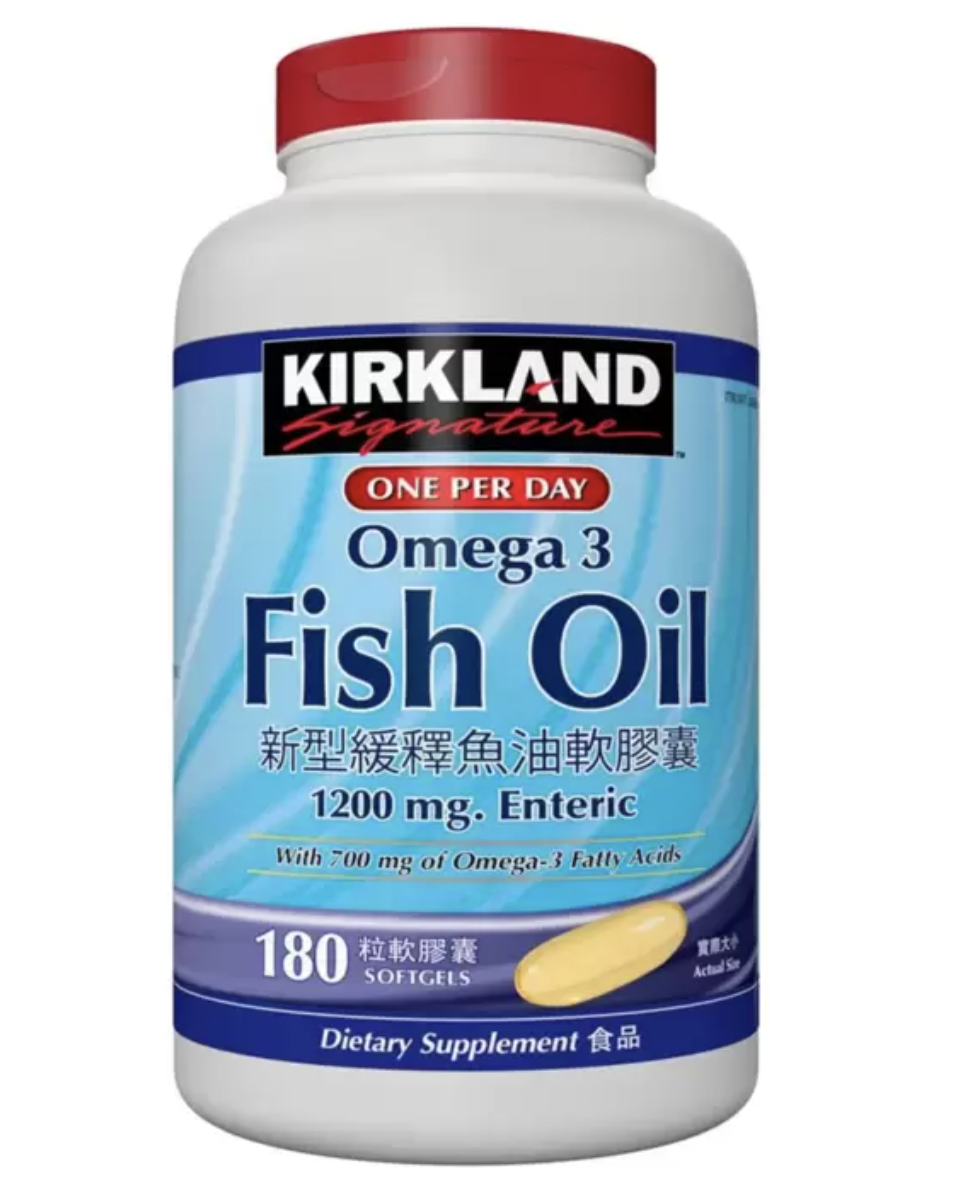 KIRKLAND
Signature™
ONE PER DAY
Omega 3
Fish Oil
新型緩釋魚油軟膠囊
1200 mg. Enteric
With 700 mg of Omega-3 Fatty Acids
180 粒軟膠囊
SOFTGELS
實際大小
Actual Size
Dietary Supplement 食品